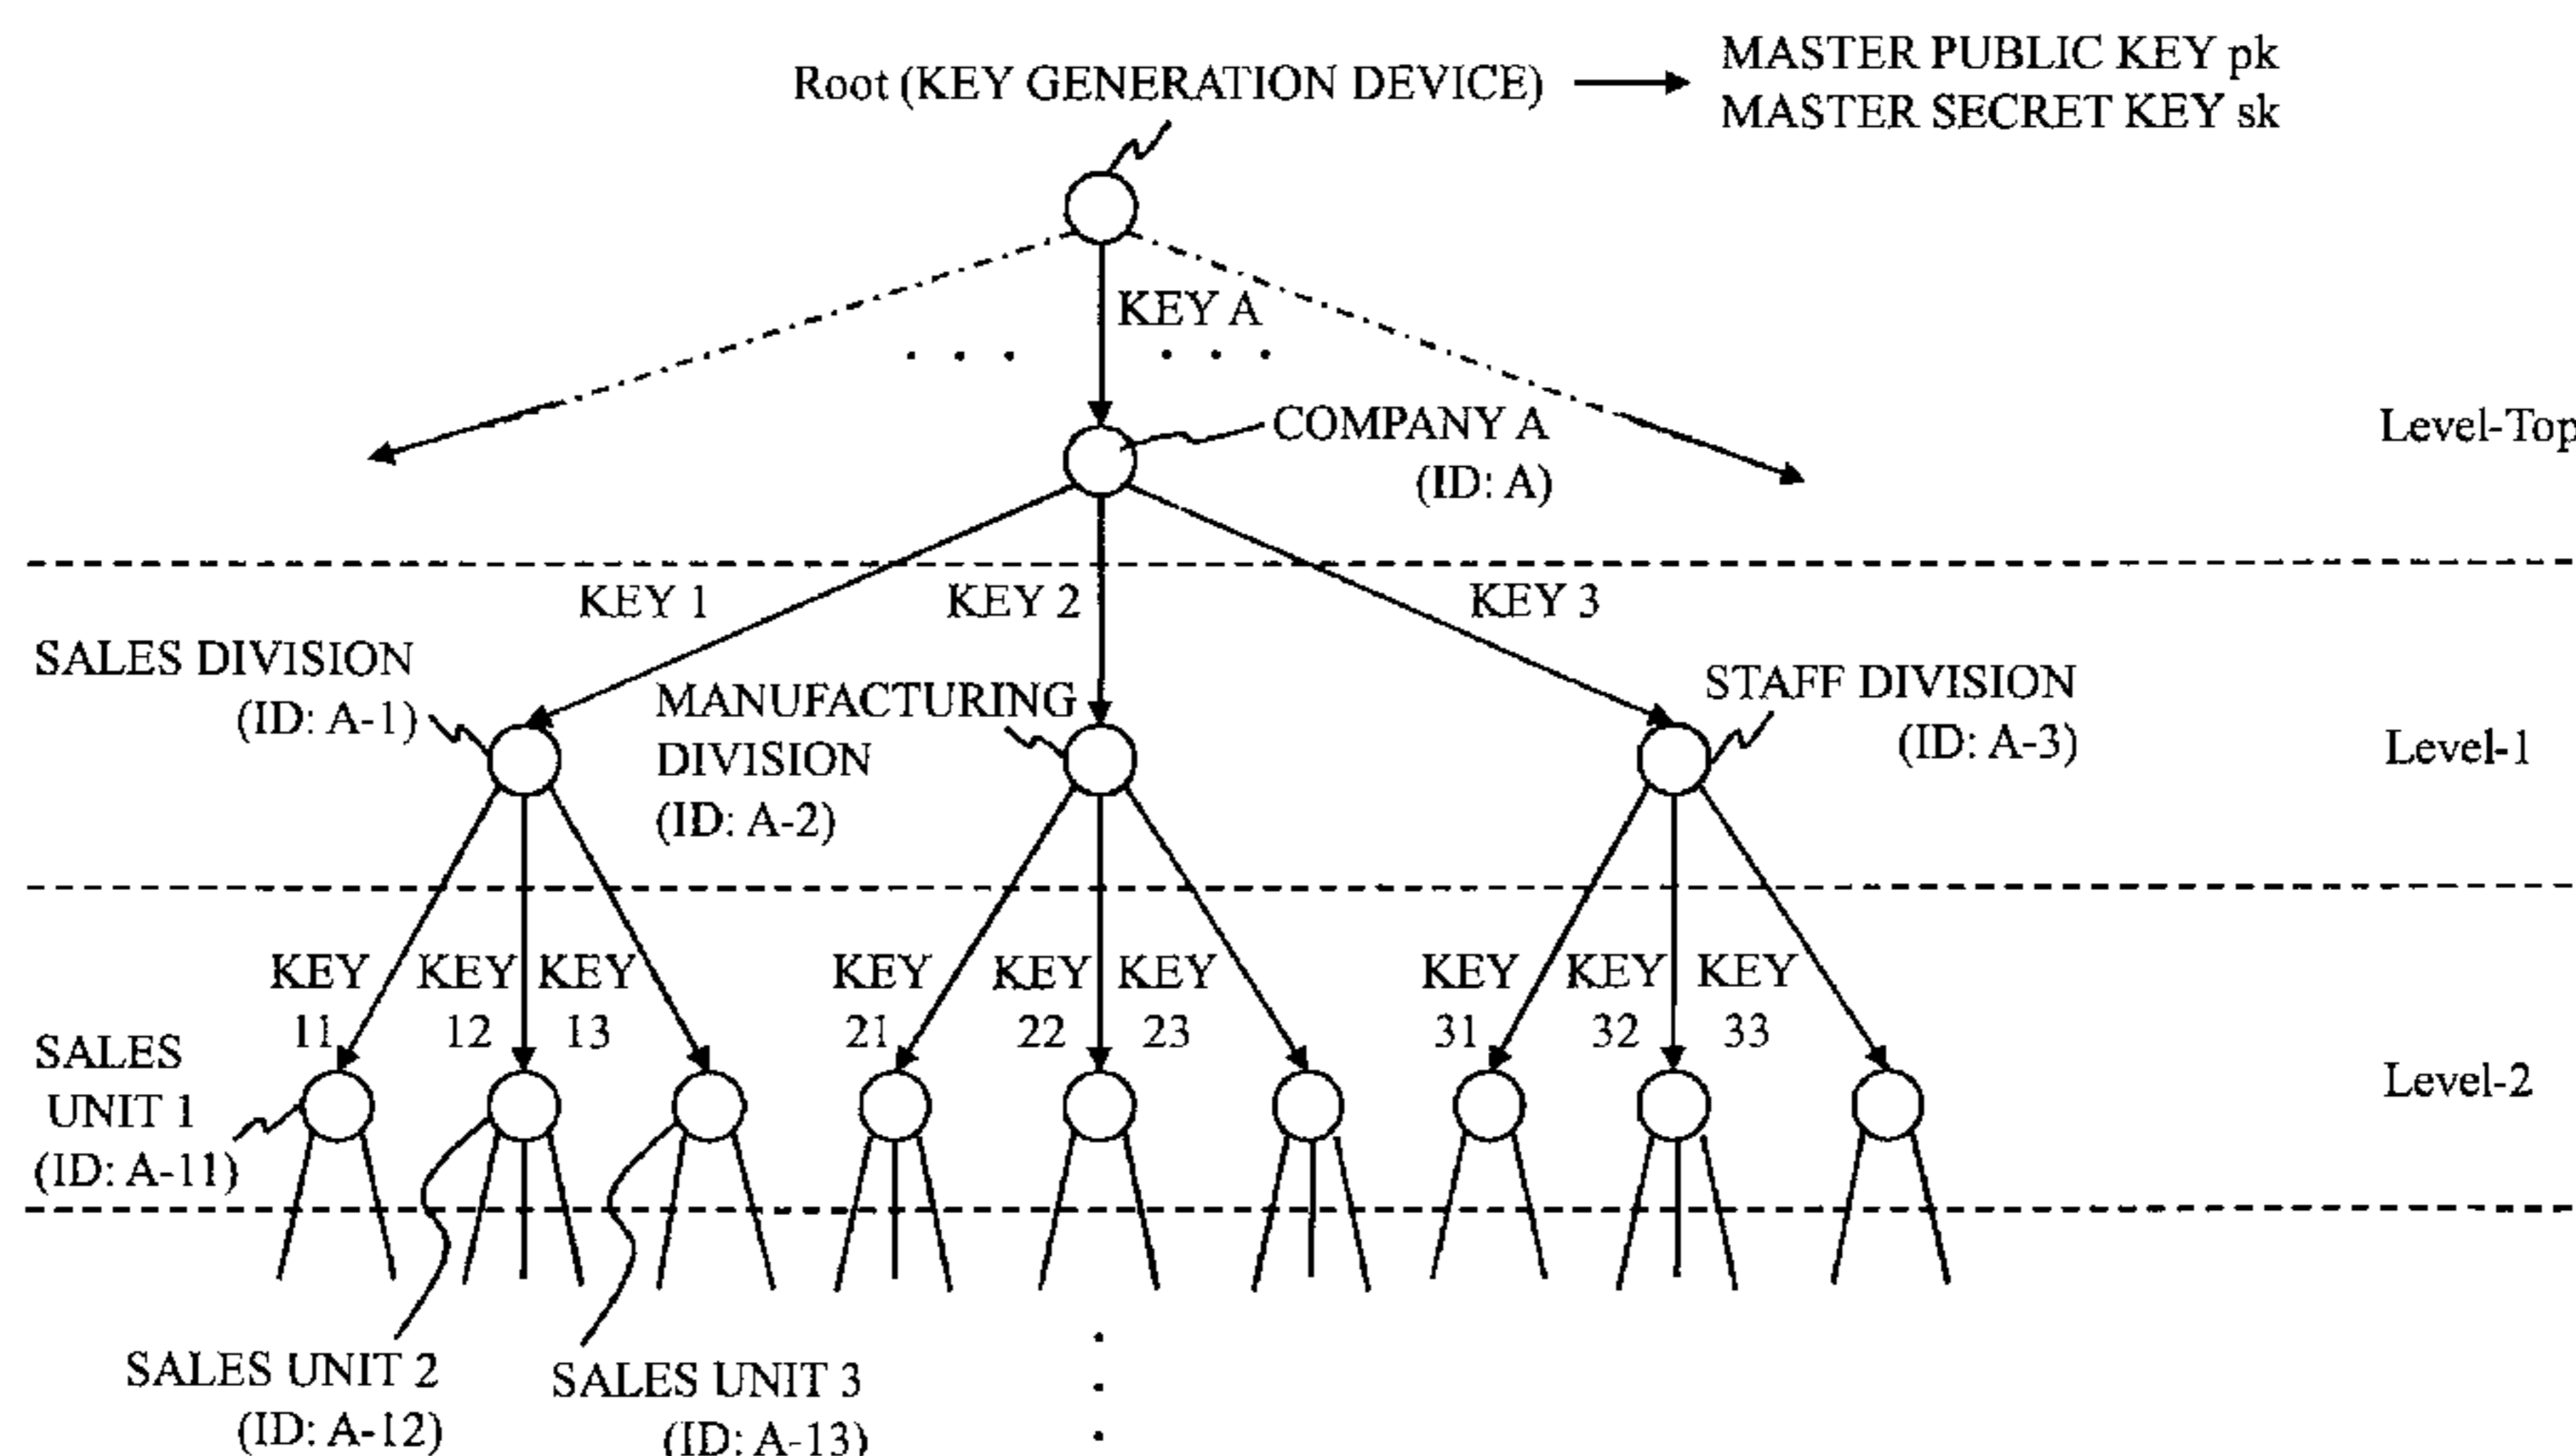 Root (KEY GENERATION DEVICE)
MASTER PUBLIC KEY pk
MASTER SECRET KEY sk
KEY A
. . .
. . .
COMPANY A
(ID: A)
Level-Top
KEY 1
KEY 2
KEY 3
SALES DIVISION
(ID: A-1)
MANUFACTURING
DIVISION
(ID: A-2)
STAFF DIVISION
(ID: A-3)
Level-1
KEY
11
KEY
12
KEY
13
KEY
21
KEY
22
KEY
23
KEY
31
KEY
32
KEY
33
SALES
UNIT 1
(ID: A-11)
Level-2
SALES UNIT 2
(ID: A-12)
SALES UNIT 3
(ID: A-13)